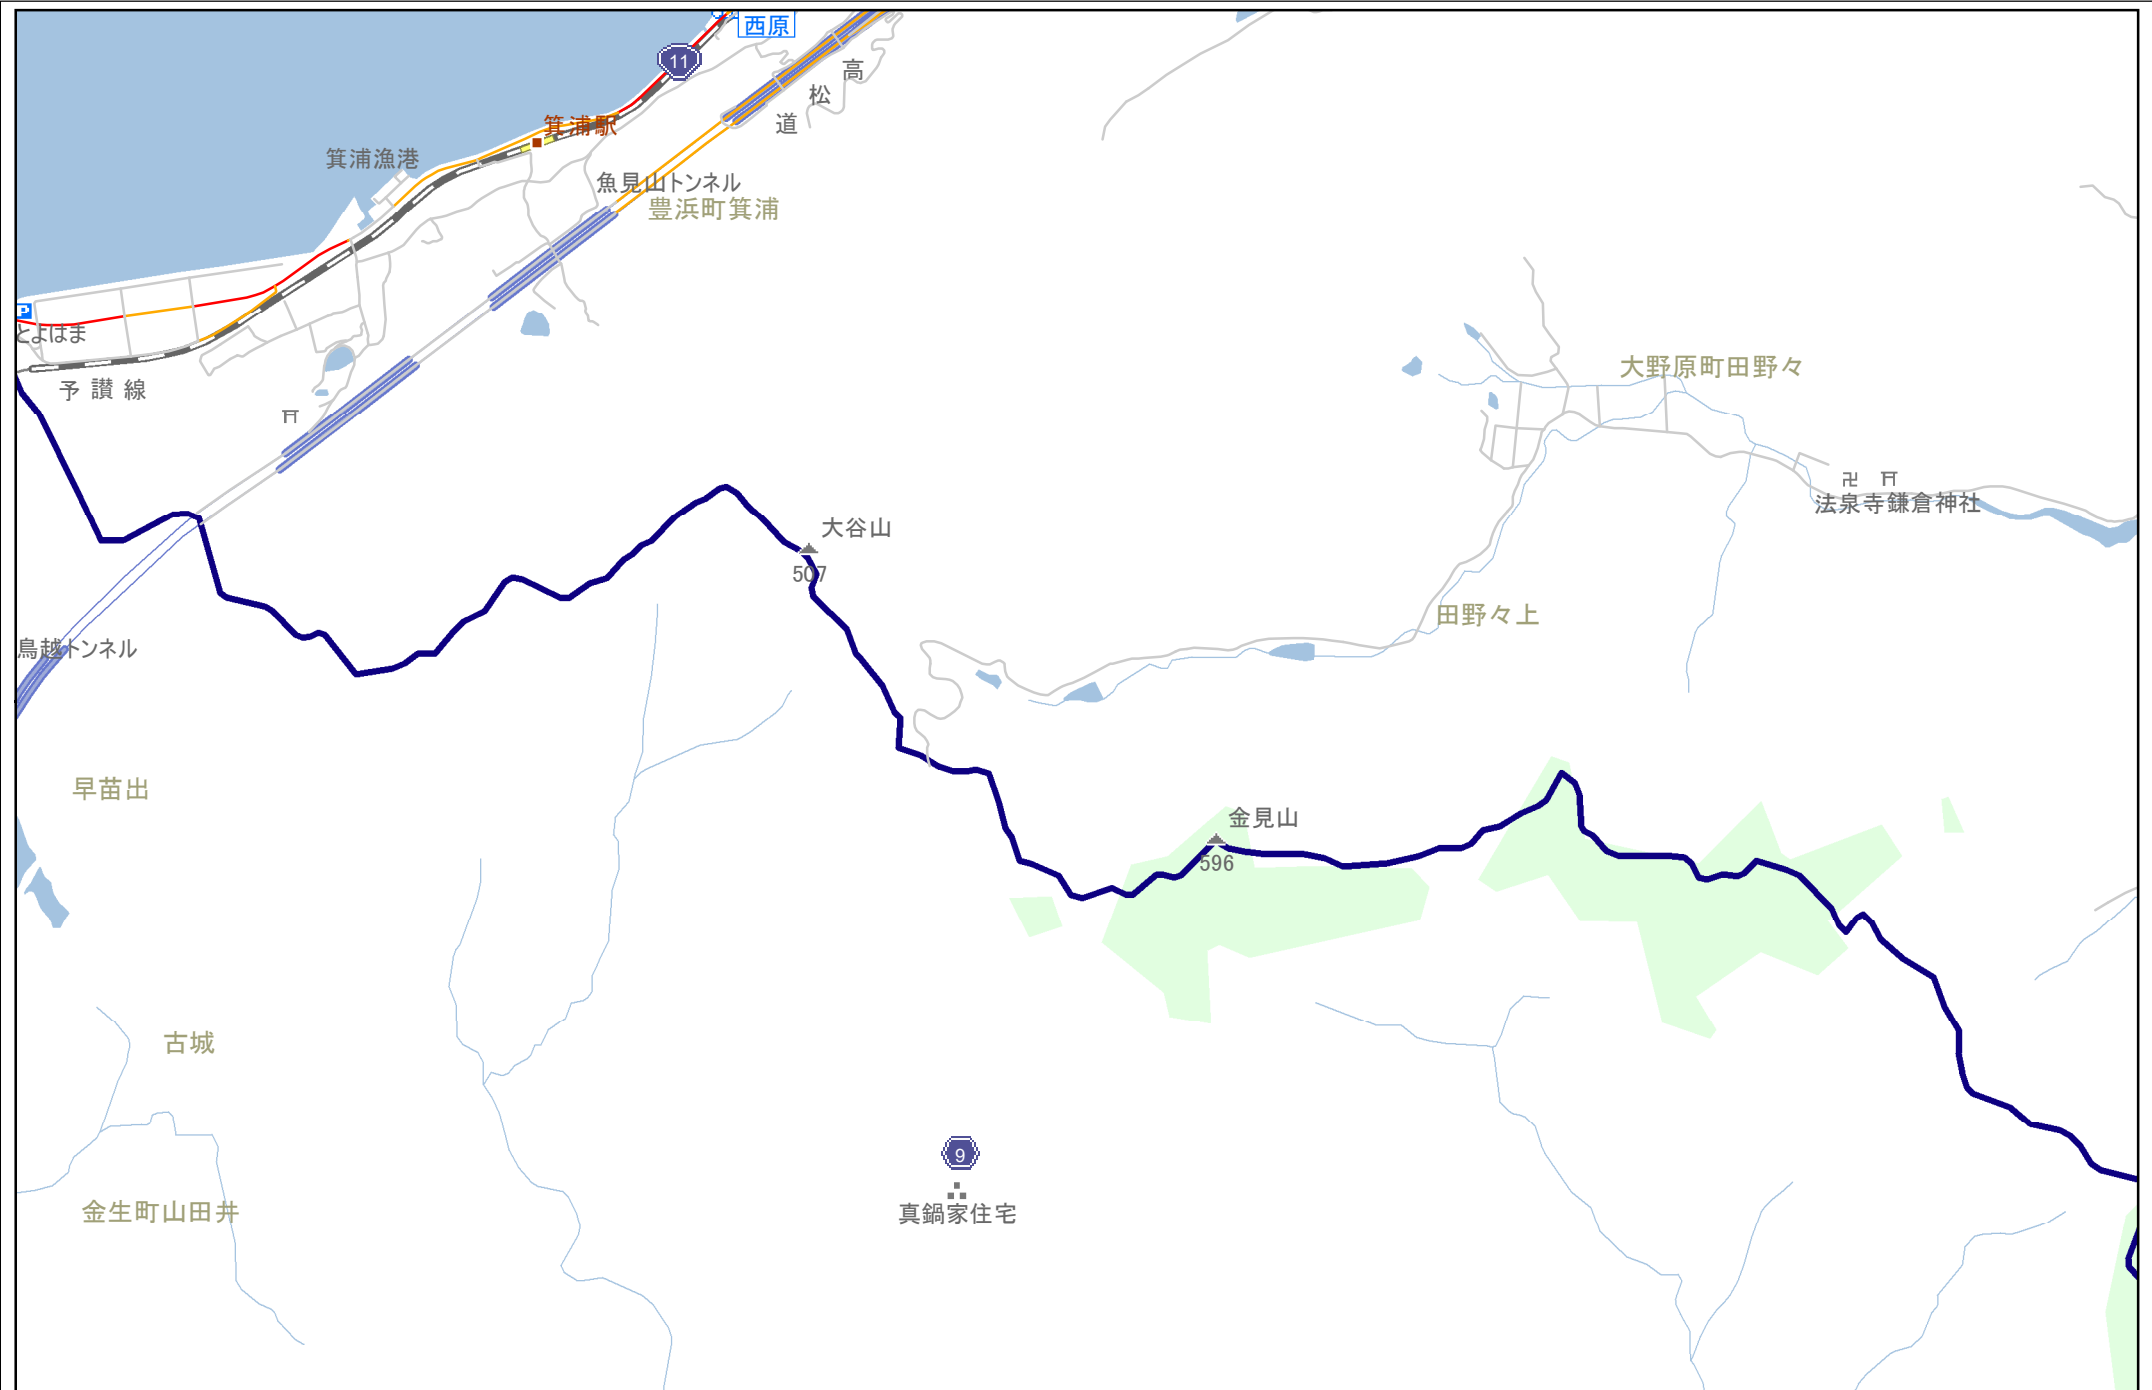 西原
11
高
松
道
箕浦駅
箕浦漁港
魚見山トンネル
豊浜町箕浦
P
とよはま
予讃線
大野原町田野々
法泉寺鎌倉神社
大谷山
507
田野々上
鳥越トンネル
早苗出
金見山
596
古城
9
真鍋家住宅
金生町山田井